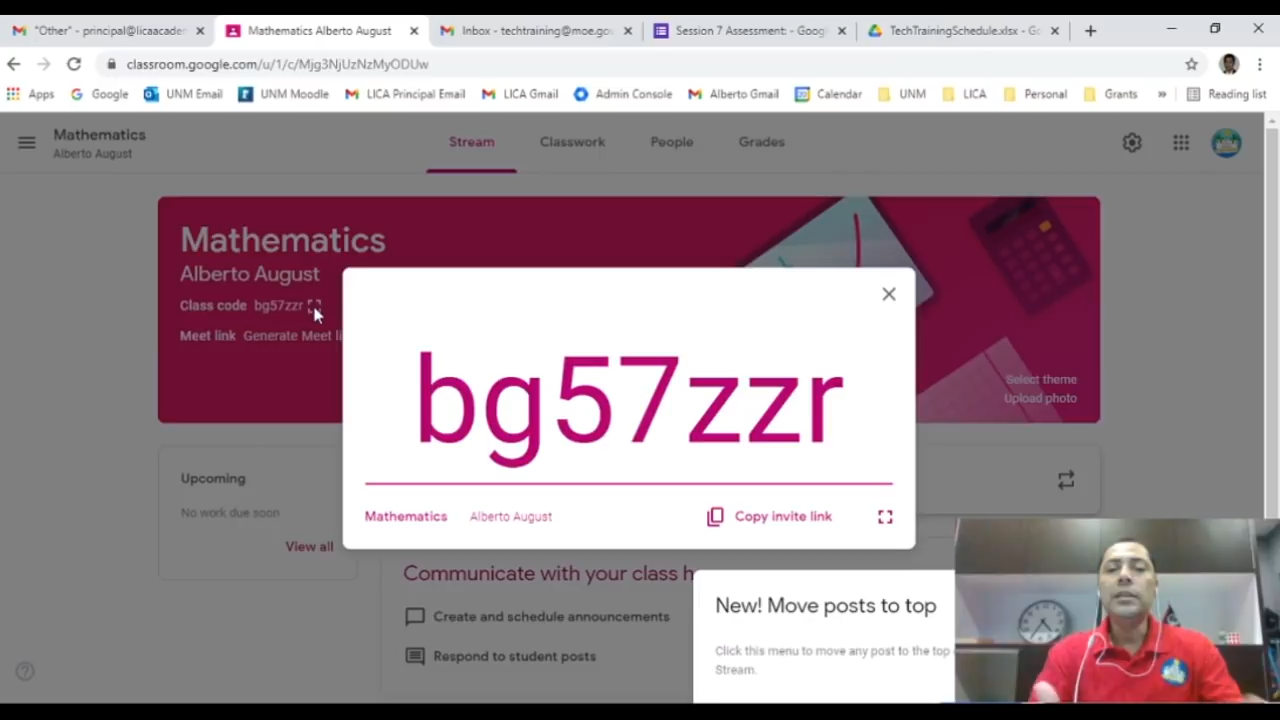 "Other" - principal@licaacader
Mathematics Alberto August
Inbox - techtraining@moe.go
Session 7 Assessment: - Googl
TechTrainingSchedule.xlsx - Go
classroom.google.com/u/1/c/Mjg3NjUzNzMyODUw
Apps Google UNM Email UNM Moodle LICA Principal Email LICA Gmail Admin Console Alberto Gmail Calendar UNM LICA Personal Grants » Reading list
Mathematics
Alberto August
Stream Classwork People Grades
Mathematics
Alberto August
Class code bg57zzr
Meet link Generate Meet li
Select theme
Upload photo
bg57zzr
Mathematics Alberto August Copy invite link
Upcoming
No work due soon
View all
Communicate with your class h
Create and schedule announcements
Respond to student posts
New! Move posts to top
Click this menu to move any post to the top
Stream.